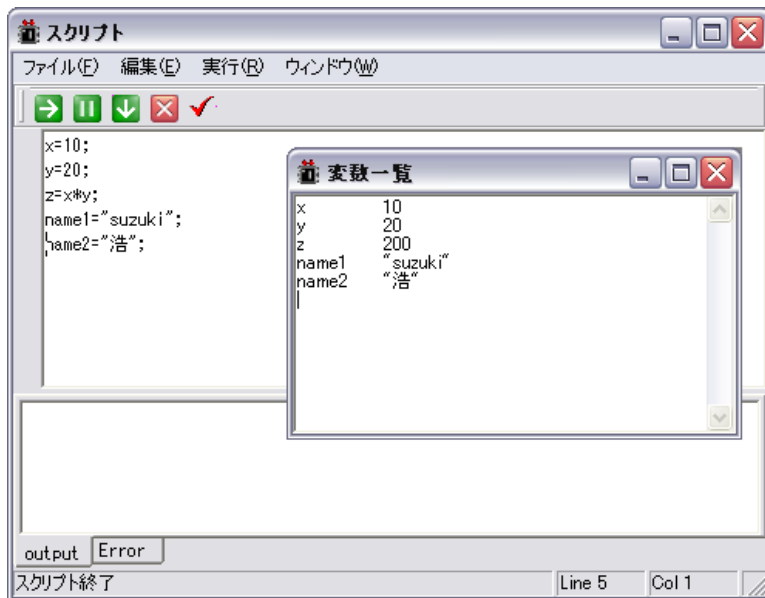 スクリプト
ファイル(F) 編集(E) 実行(R) ウィンドウ(W)
x=10;
y=20;
z=x*y;
name1="suzuki";
name2="浩";
変数一覧
x 10
y 20
z 200
name1 "suzuki"
name2 "浩"
output Error
スクリプト終了 Line 5 Col 1